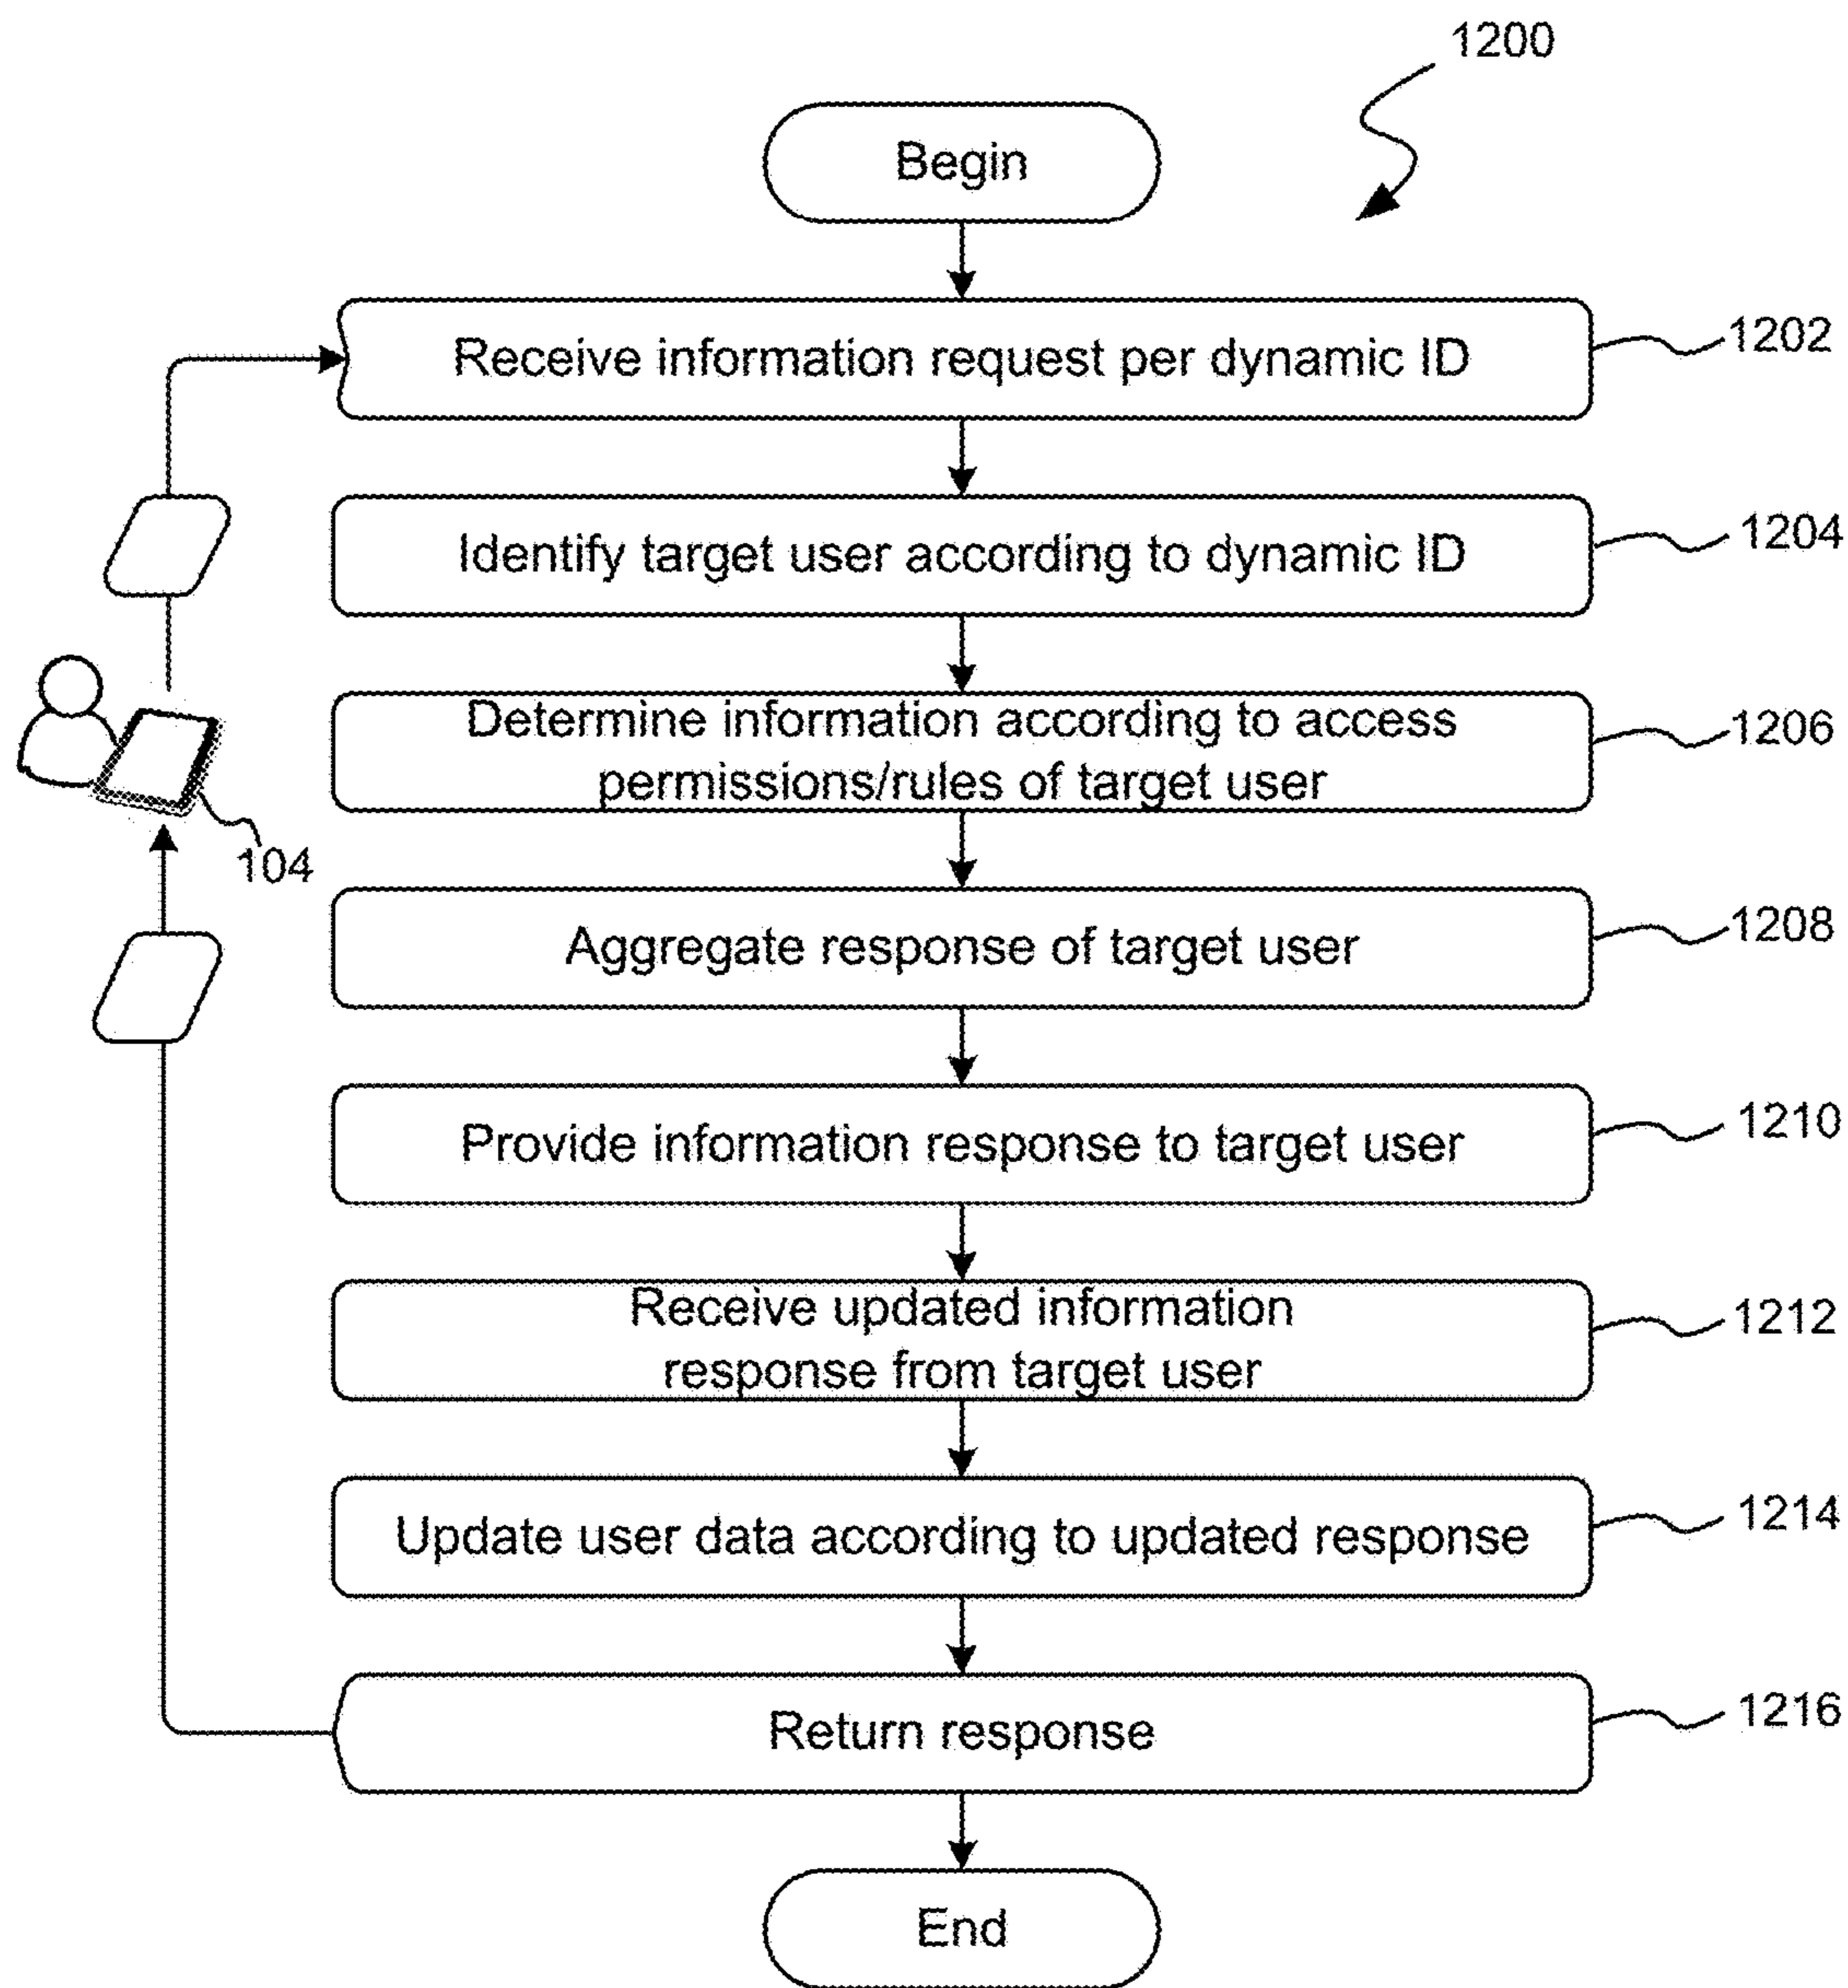 1200
Begin
Receive information request per dynamic ID
1202
Identify target user according to dynamic ID
1204
Determine information according to access
permissions/rules of target user
1206
104
Aggregate response of target user
1208
Provide information response to target user
1210
Receive updated information
response from target user
1212
Update user data according to updated response
1214
Return response
1216
End